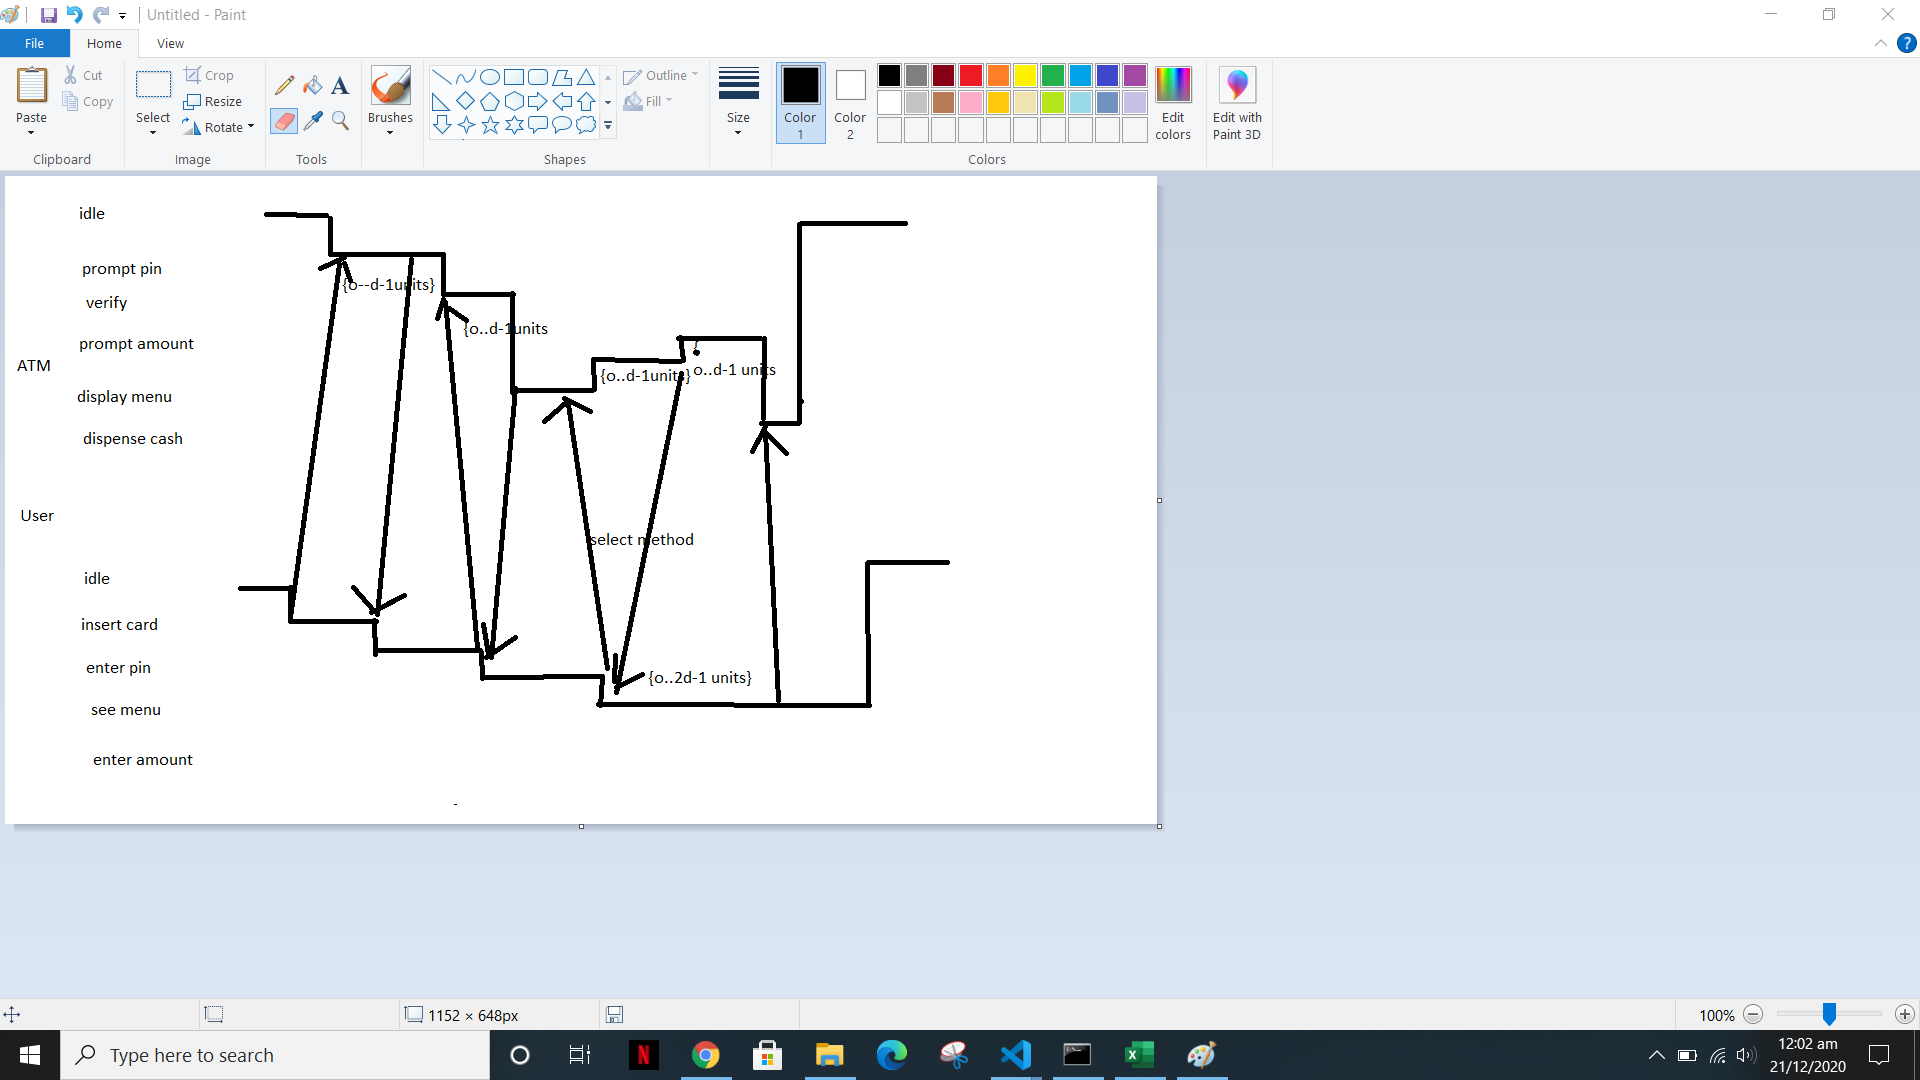 Untitled - Paint
File
Home
View
Paste
Cut
Copy
Clipboard
Select
Crop
Resize
Rotate
Image
A
Tools
Brushes
Outline
Fill
Shapes
Size
Color 1
Color 2
Edit colors
Edit with Paint 3D
Colors
?
idle
prompt pin
{o--d-1units}
verify
{o..d-1units
prompt amount
{
ATM
o..d-1 units
{o..d-1units}
display menu
dispense cash
User
select method
idle
insert card
enter pin
{o..2d-1 units}
see menu
enter amount
1152 × 648px
100%
Type here to search
N
12:02 am
21/12/2020